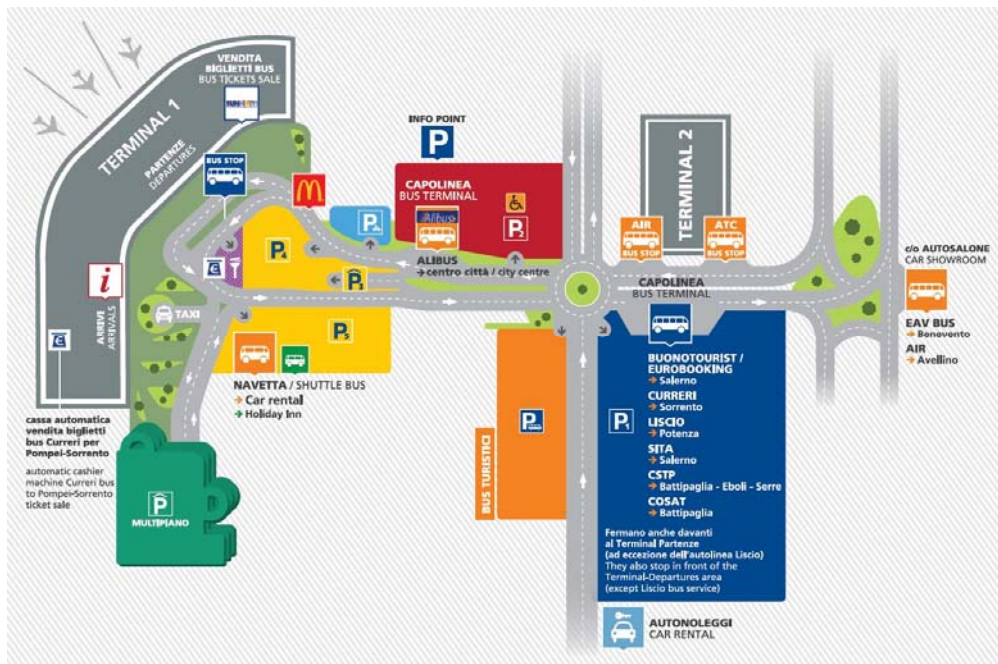 VENDITA
BIGLIETTI BUS
BUS TICKETS SALE
TERMINAL 1
PARTENZE
DEPARTURES
BUS STOP
INFO POINT
P
CAPOLINEA
BUS TERMINAL
Alibus
P2
ALIBUS
→centro città / city centre
P4
P5
TAXI
i
ARRIVI
ARRIVALS
€
€
NAVETTA / SHUTTLE BUS
→ Car rental
→ Holiday Inn
cassa automatica
vendita biglietti
bus Curreri per
Pompei-Sorrento
automatic cashier
machine Curreri bus
to Pompei-Sorrento
ticket sale
P
MULTIPIANO
TERMINAL 2
AIR
BUS STOP
ATC
BUS STOP
c/o AUTOSALONE
CAR SHOWROOM
EAV BUS
→ Benevento
AIR
→ Avellino
CAPOLINEA
BUS TERMINAL
BUONOTOURIST /
EUROBOOKING
→ Salerno
CURRERI
→ Sorrento
LISCIO
→ Potenza
SITA
→ Salerno
CSTP
→ Battipaglia - Eboli - Serre
COSAT
→ Battipaglia
P1
Fermano anche davanti
al Terminal Partenze
(ad eccezione dell'autolinea Liscio)
They also stop in front of the
Terminal-Departures area
(except Liscio bus service)
BUS TURISTICI
P
AUTONOLEGGI
CAR RENTAL